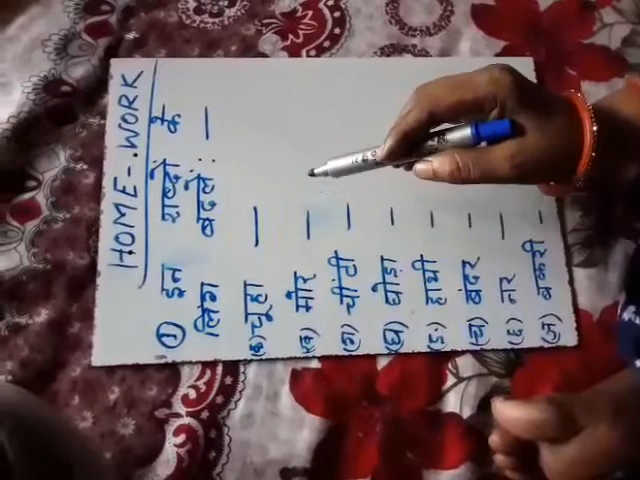 HOME-.WORK
① इन शब्दों के
लिंग बदलें : —
(क) चूहा —
(ख) मोर —
(ग) चींटी —
(घ) घोड़ा —
(ङ) हाथी —
(च) बंदर —
(छ) नर —
(ज) बकरी —